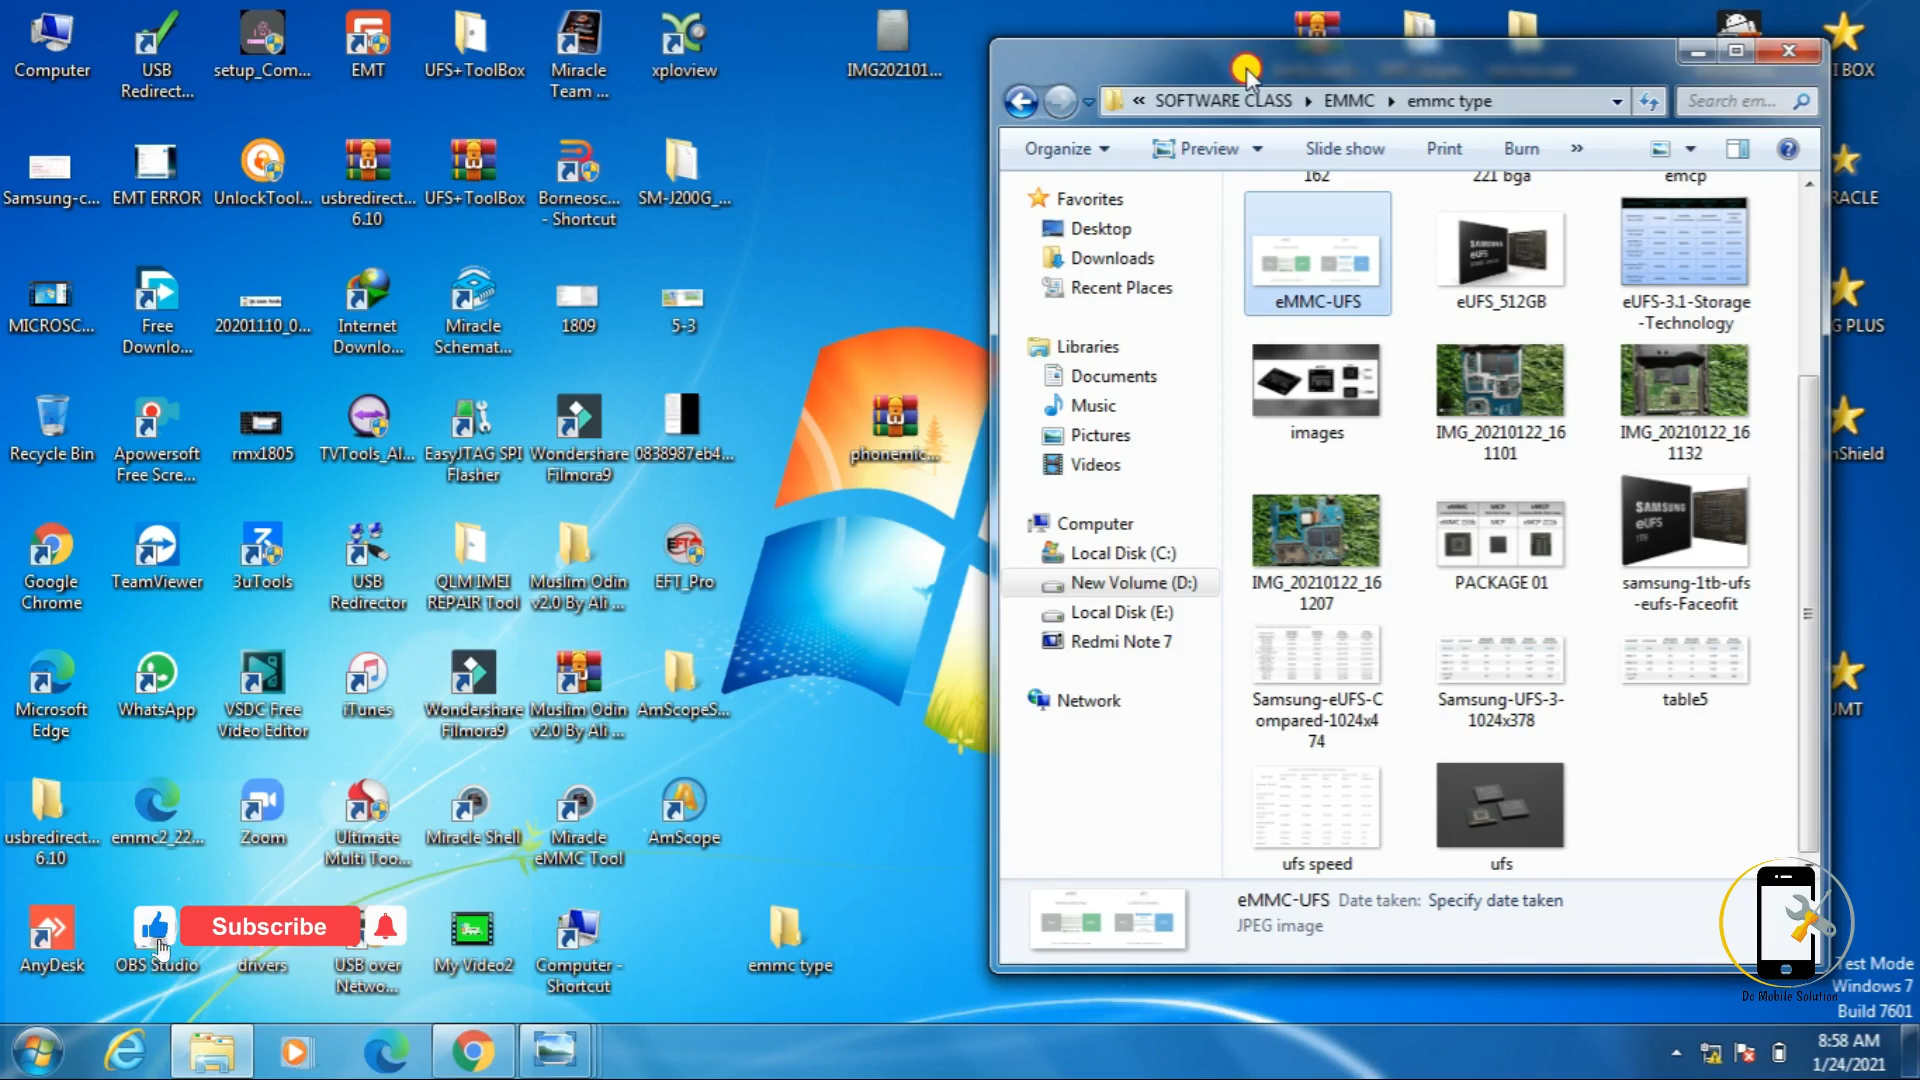 Computer
USB
Redirect...
setup_Com...
EMT
UFS+ToolBox
Miracle
Team ...
xploview
IMG202101...
I BOX
Samsung-c...
EMT ERROR
UnlockTool...
usbredirect...
6.10
UFS+ToolBox
Borneosc...
- Shortcut
SM-J200G_...
RACLE
MICROSC...
Free
Downlo...
20201110_0...
Internet
Downlo...
Miracle
Schemat...
1809
5-3
G PLUS
Recycle Bin
Apowersoft
Free Scre...
rmx1805
TVTools_Al...
EasyJTAG SPI
Flasher
Wondershare
Filmora9
0838987eb4...
phonemic...
nShield
Google
Chrome
TeamViewer
3uTools
USB
Redirector
QLM IMEI
REPAIR Tool
Muslim Odin
v2.0 By Ali ...
EFT_Pro
Microsoft
Edge
WhatsApp
VSDC Free
Video Editor
iTunes
Wondershare
Filmora9
Muslim Odin
v2.0 By Ali ...
AmScopeS...
UMT
usbredirect...
6.10
emmc2_22...
Zoom
Ultimate
Multi Too...
Miracle Shell
Miracle
eMMC Tool
AmScope
AnyDesk
OBS Studio
drivers
USB over
Netwo...
My Video2
Computer -
Shortcut
emmc type
Subscribe
« SOFTWARE CLASS ▸ EMMC ▸ emmc type
Search em...
Organize
Preview
Slide show
Print
Burn
»
Favorites
Desktop
Downloads
Recent Places
Libraries
Documents
Music
Pictures
Videos
Computer
Local Disk (C:)
New Volume (D:)
Local Disk (E:)
Redmi Note 7
Network
162
221 bga
emcp
eMMC-UFS
SAMSUNG
eUFS
eUFS_512GB
eUFS-3.1-Storage
-Technology
images
IMG_20210122_16
1101
IMG_20210122_16
1132
IMG_20210122_16
1207
PACKAGE 01
SAMSUNG
eUFS
samsung-1tb-ufs
-eufs-Faceofit
Samsung-eUFS-C
ompared-1024x4
74
Samsung-UFS-3-
1024x378
table5
ufs speed
ufs
eMMC-UFS Date taken: Specify date taken
JPEG image
Dc Mobile Solution
Test Mode
Windows 7
Build 7601
8:58 AM
1/24/2021